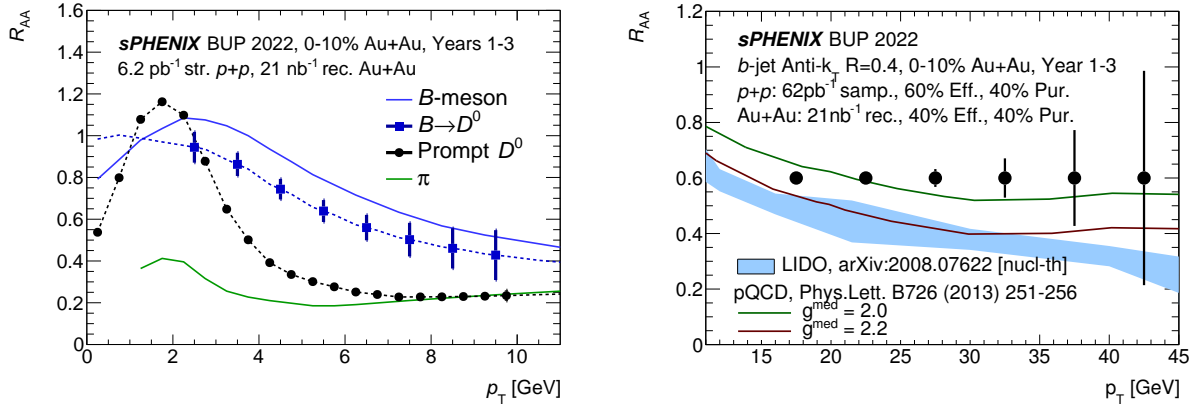 R_AA
1.6
1.4
1.2
1
0.8
0.6
0.4
0.2
0
sPHENIX BUP 2022, 0-10% Au+Au, Years 1-3
6.2 pb⁻¹ str. p+p, 21 nb⁻¹ rec. Au+Au
B-meson
B→D⁰
Prompt D⁰
π
0 2 4 6 8 10
p_T [GeV]
R_AA
1.2
1
0.8
0.6
0.4
0.2
0
sPHENIX BUP 2022
b-jet Anti-k_T R=0.4, 0-10% Au+Au, Year 1-3
p+p: 62pb⁻¹ samp., 60% Eff., 40% Pur.
Au+Au: 21nb⁻¹ rec., 40% Eff., 40% Pur.
LIDO, arXiv:2008.07622 [nucl-th]
pQCD, Phys.Lett. B726 (2013) 251-256
g^med = 2.0
g^med = 2.2
15 20 25 30 35 40 45
p_T [GeV]